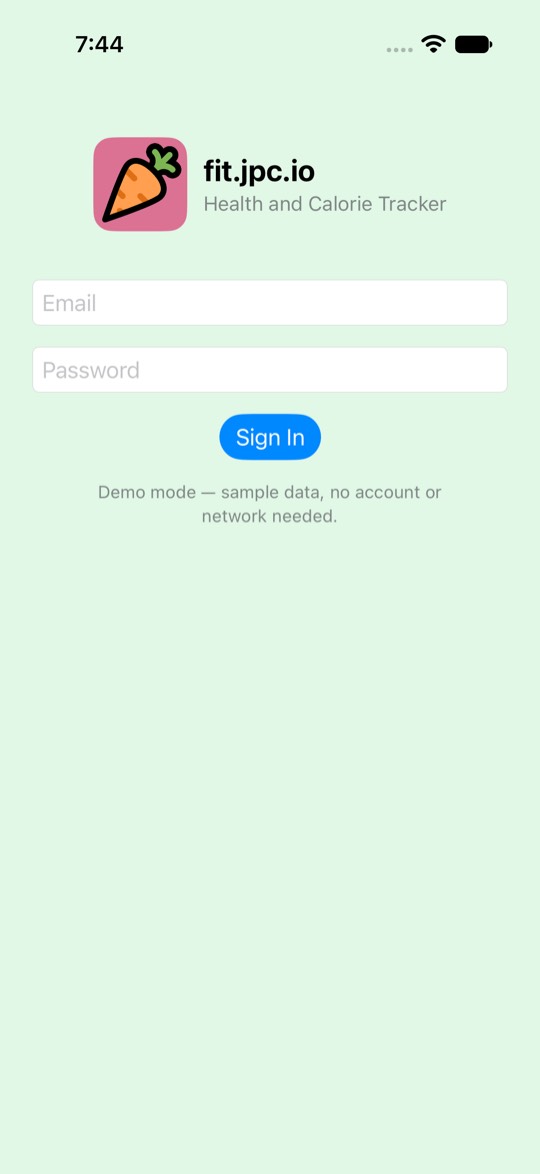 7:44
fit.jpc.io
Health and Calorie Tracker
Email
Password
Sign In
Demo mode — sample data, no account or
network needed.